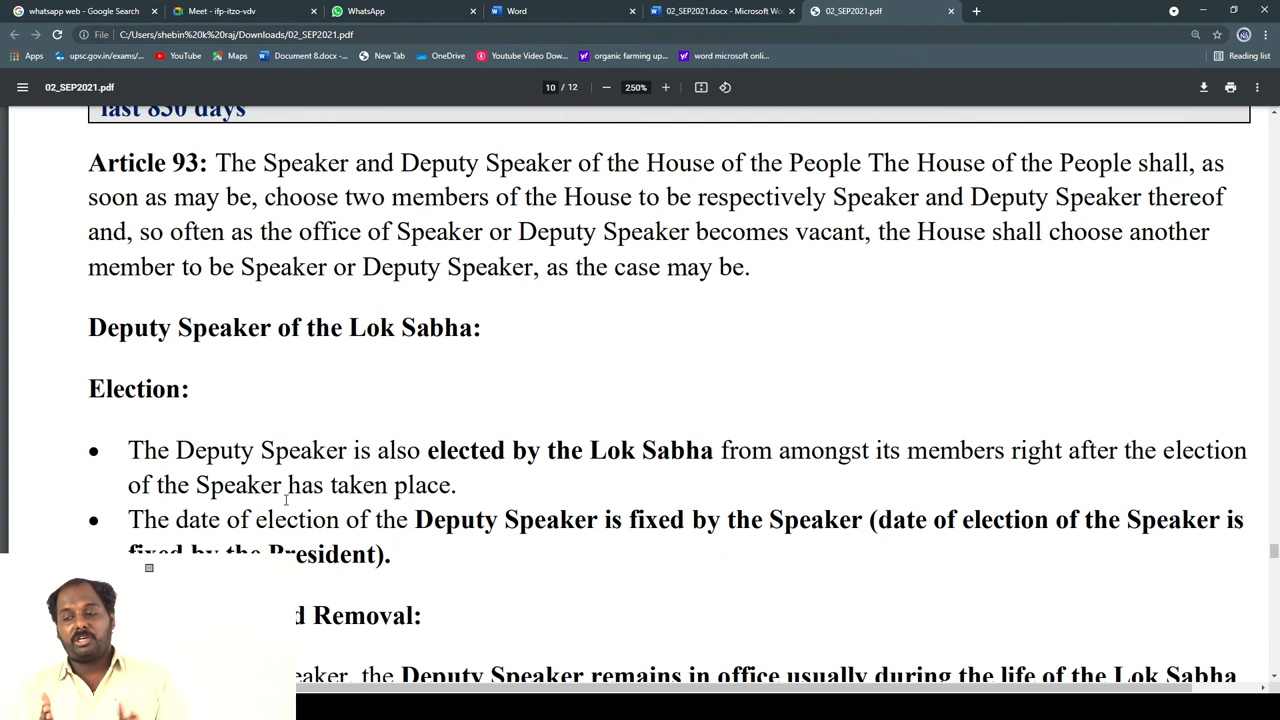 whatsapp web - Google Search
Meet - ifp-itzo-vdv
WhatsApp
Word
02_SEP2021.docx - Microsoft Wo
02_SEP2021.pdf
File
C:/Users/shebin%20k%20raj/Downloads/02_SEP2021.pdf
Apps
upsc.gov.in/exams/...
YouTube
Maps
Document 8.docx -...
New Tab
OneDrive
Youtube Video Dow...
organic farming up...
word microsoft onli...
Reading list
02_SEP2021.pdf
10 / 12
250%
last 850 days
Article 93: The Speaker and Deputy Speaker of the House of the People The House of the People shall, as
soon as may be, choose two members of the House to be respectively Speaker and Deputy Speaker thereof
and, so often as the office of Speaker or Deputy Speaker becomes vacant, the House shall choose another
member to be Speaker or Deputy Speaker, as the case may be.
Deputy Speaker of the Lok Sabha:
Election:
• The Deputy Speaker is also elected by the Lok Sabha from amongst its members right after the election
of the Speaker has taken place.
• The date of election of the Deputy Speaker is fixed by the Speaker (date of election of the Speaker is
fixed by the President).
d Removal:
eaker, the Deputy Speaker remains in office usually during the life of the Lok Sabha